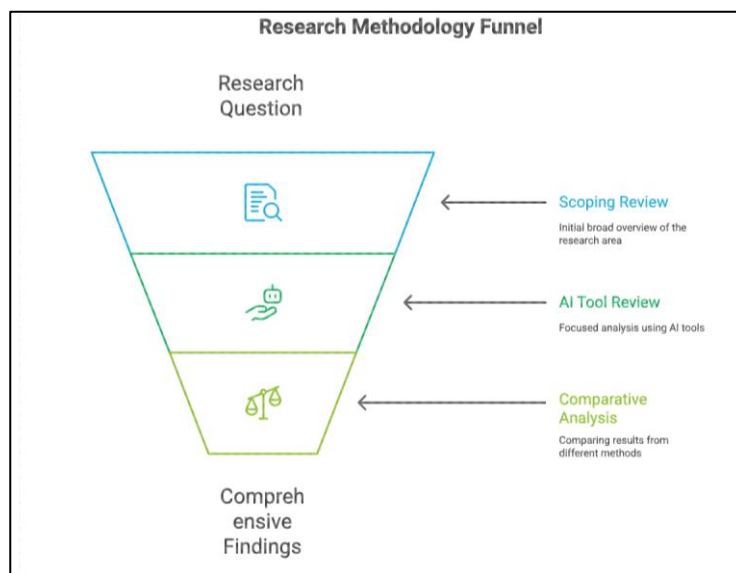 Research Methodology Funnel
Research
Question
Scoping Review
Initial broad overview of the
research area
AI Tool Review
Focused analysis using AI tools
Comparative
Analysis
Comparing results from
different methods
Compreh
ensive
Findings